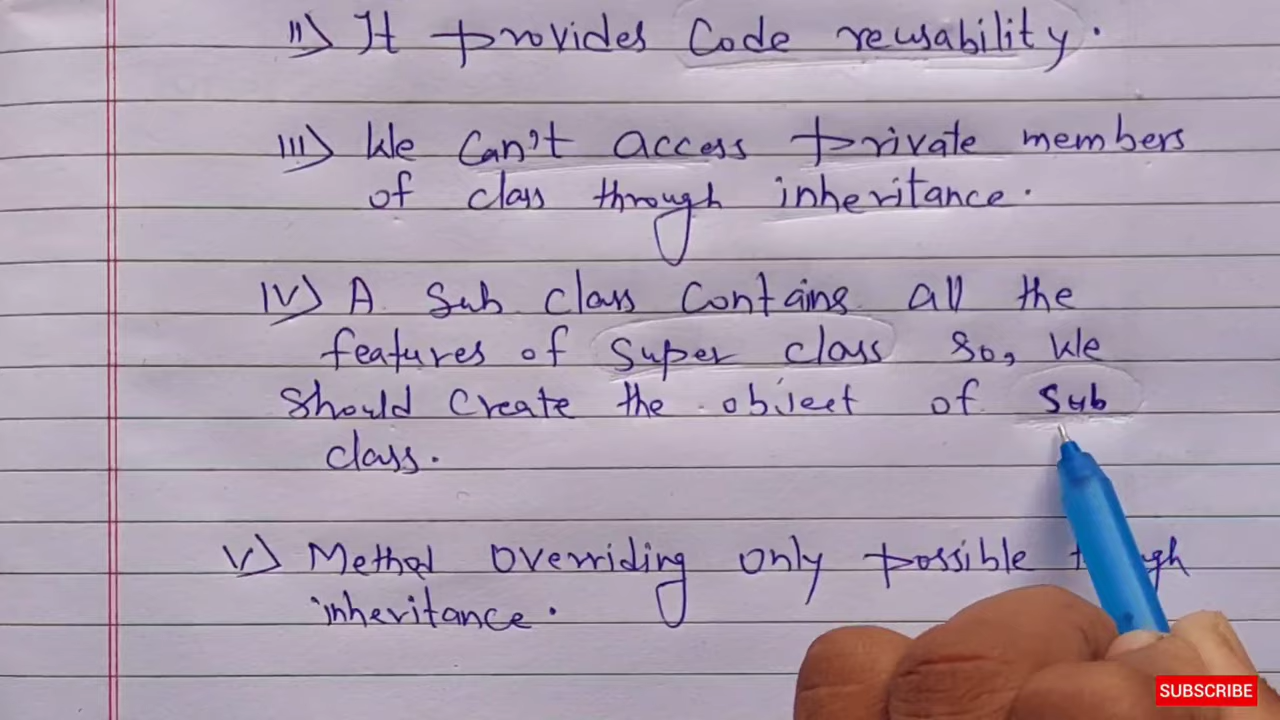 II) It provides Code reusability.
III) We Can't access private members
of class through inheritance.
IV) A Sub class Contains all the
features of Super class So, We
Should Create the object of Sub
class.
V) Method Overriding only possible
inheritance.
SUBSCRIBE